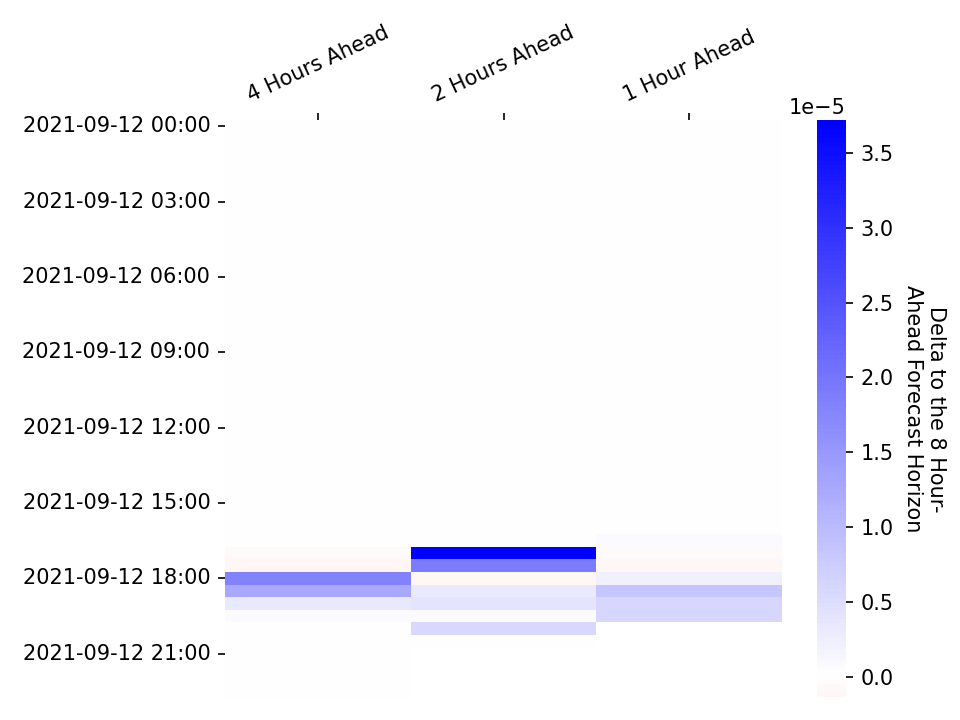 4 Hours Ahead
2 Hours Ahead
1 Hour Ahead
1e−5
2021-09-12 00:00
2021-09-12 03:00
2021-09-12 06:00
2021-09-12 09:00
2021-09-12 12:00
2021-09-12 15:00
2021-09-12 18:00
2021-09-12 21:00
3.5
3.0
2.5
2.0
1.5
1.0
0.5
0.0
Delta to the 8 Hour-
Ahead Forecast Horizon